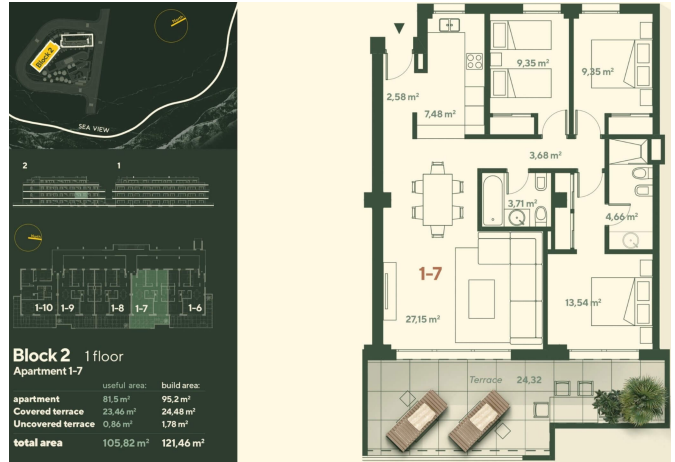 North
Block 2
1
SEA VIEW
2 1
North
1-10 1-9 1-8 1-7 1-6
Block 2 1 floor
Apartment 1-7
useful area: build area:
apartment 81,5 m² 95,2 m²
Covered terrace 23,46 m² 24,48 m²
Uncovered terrace 0,86 m² 1,78 m²
total area 105,82 m² 121,46 m²
2,58 m²
7,48 m²
9,35 m²
9,35 m²
3,68 m²
3,71 m²
4,66 m²
1-7
27,15 m²
13,54 m²
Terrace 24,32